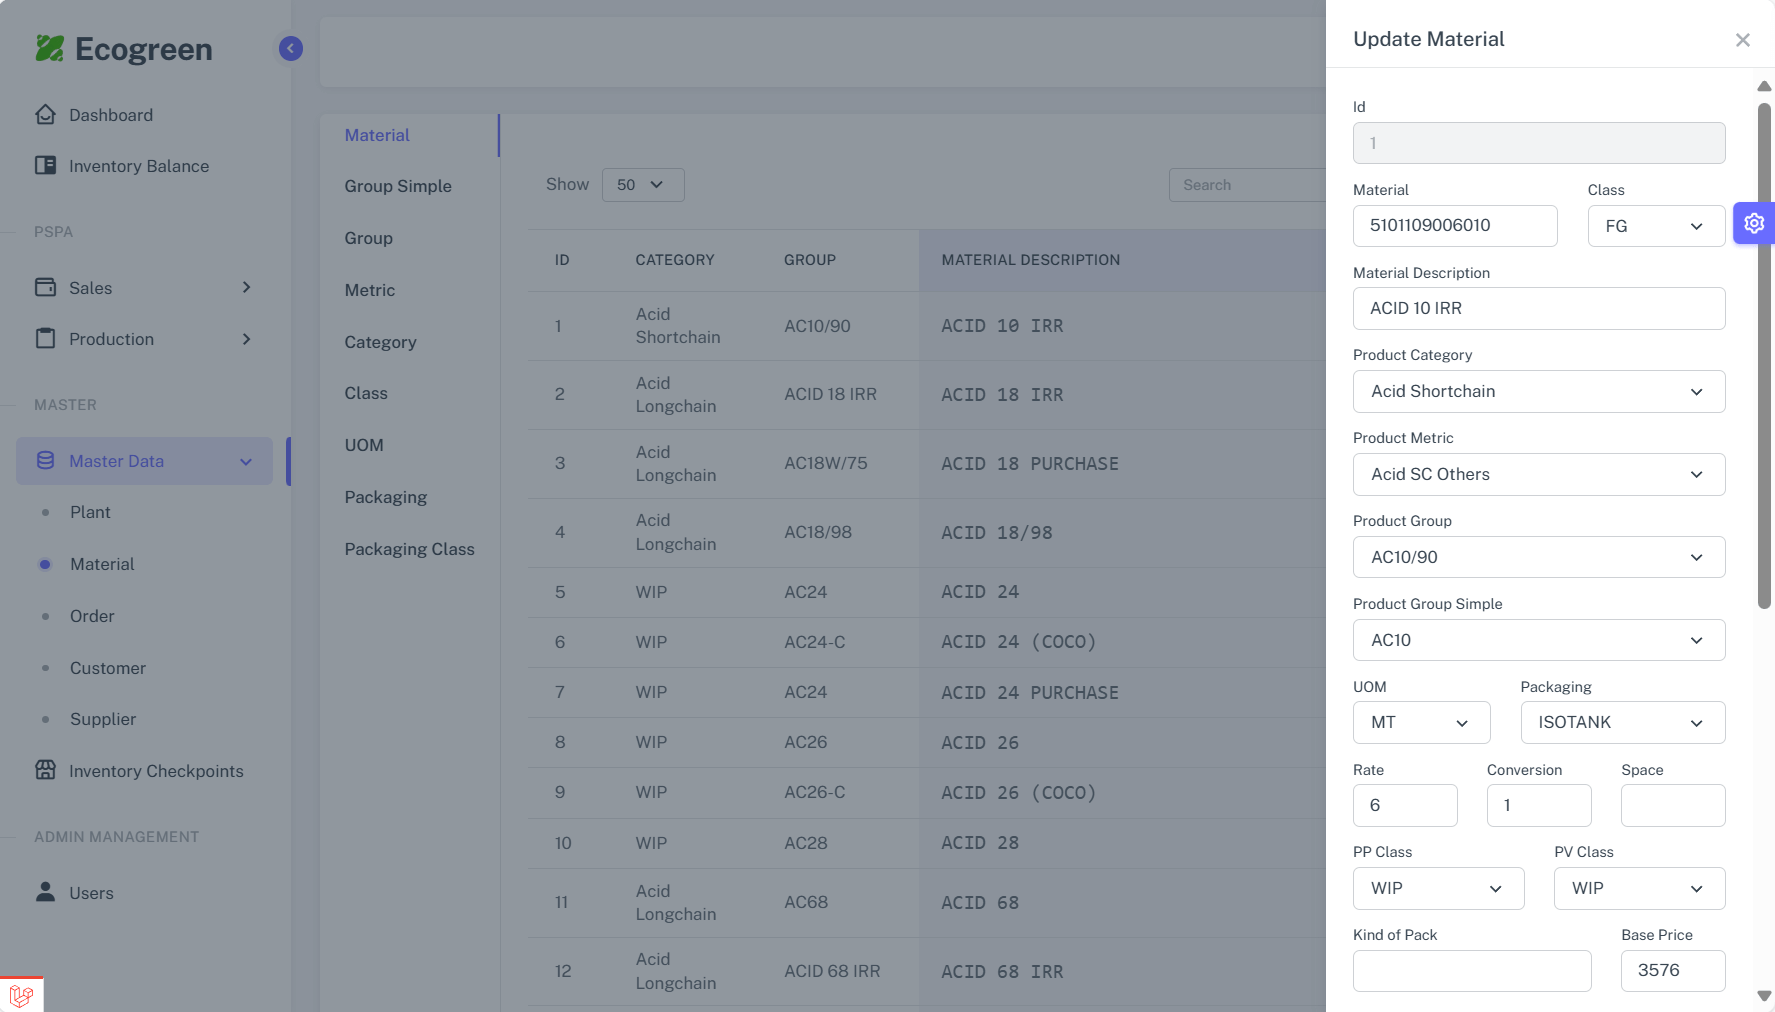 Ecogreen
Dashboard
Inventory Balance
PSPA
Sales
Production
MASTER
Master Data
Plant
Material
Order
Customer
Supplier
Inventory Checkpoints
ADMIN MANAGEMENT
Users
Material
Group Simple
Group
Metric
Category
Class
UOM
Packaging
Packaging Class
Show 50 Search
ID CATEGORY GROUP MATERIAL DESCRIPTION
1 Acid Shortchain AC10/90 ACID 10 IRR
2 Acid Longchain ACID 18 IRR ACID 18 IRR
3 Acid Longchain AC18W/75 ACID 18 PURCHASE
4 Acid Longchain AC18/98 ACID 18/98
5 WIP AC24 ACID 24
6 WIP AC24-C ACID 24 (COCO)
7 WIP AC24 ACID 24 PURCHASE
8 WIP AC26 ACID 26
9 WIP AC26-C ACID 26 (COCO)
10 WIP AC28 ACID 28
11 Acid Longchain AC68 ACID 68
12 Acid Longchain ACID 68 IRR ACID 68 IRR
Update Material
Id
1
Material Class
5101109006010 FG
Material Description
ACID 10 IRR
Product Category
Acid Shortchain
Product Metric
Acid SC Others
Product Group
AC10/90
Product Group Simple
AC10
UOM Packaging
MT ISOTANK
Rate Conversion Space
6 1
PP Class PV Class
WIP WIP
Kind of Pack Base Price
3576